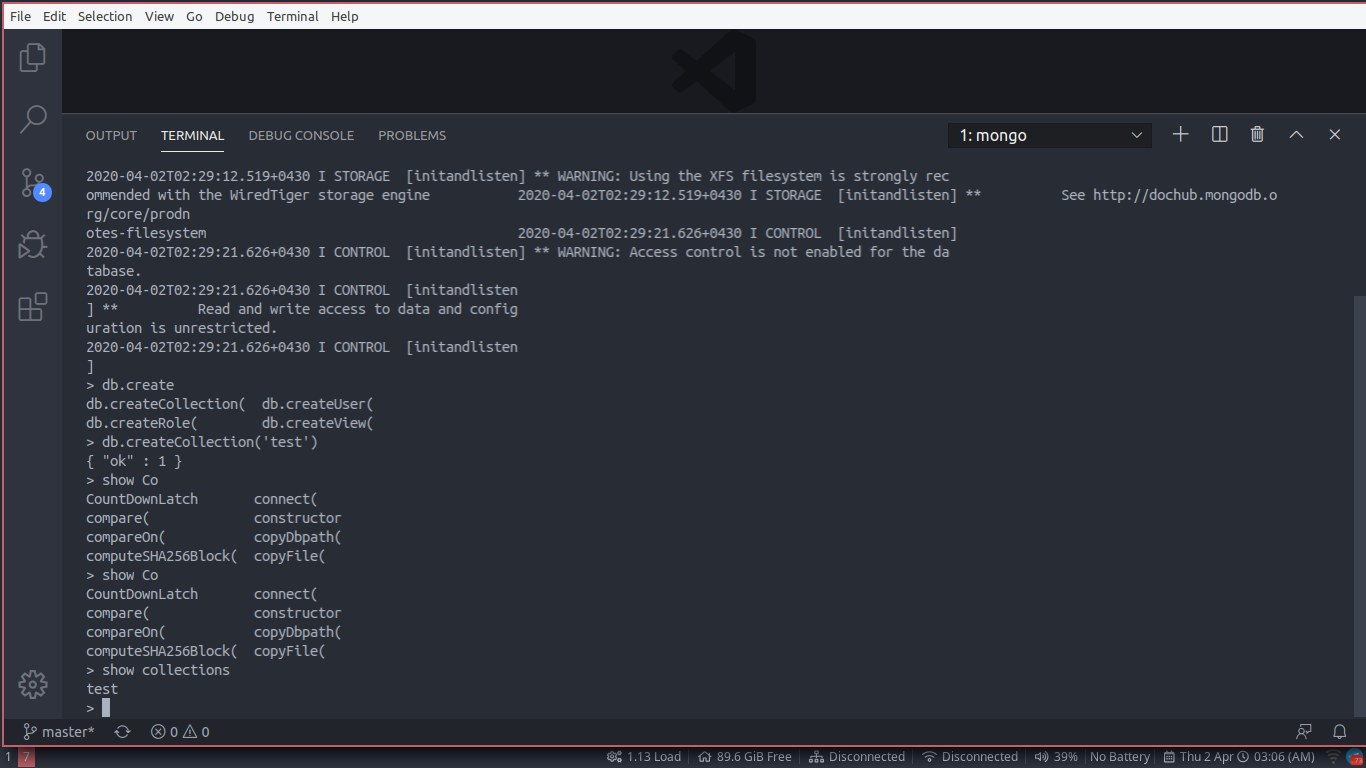 File Edit Selection View Go Debug Terminal Help
OUTPUT TERMINAL DEBUG CONSOLE PROBLEMS 1: mongo
2020-04-02T02:29:12.519+0430 I STORAGE  [initandlisten] ** WARNING: Using the XFS filesystem is strongly rec
ommended with the WiredTiger storage engine           2020-04-02T02:29:12.519+0430 I STORAGE  [initandlisten] **          See http://dochub.mongodb.o
rg/core/prodn
otes-filesystem                                       2020-04-02T02:29:21.626+0430 I CONTROL  [initandlisten]
2020-04-02T02:29:21.626+0430 I CONTROL  [initandlisten] ** WARNING: Access control is not enabled for the da
tabase.
2020-04-02T02:29:21.626+0430 I CONTROL  [initandlisten
] **          Read and write access to data and config
uration is unrestricted.
2020-04-02T02:29:21.626+0430 I CONTROL  [initandlisten
]
> db.create
db.createCollection(  db.createUser(
db.createRole(        db.createView(
> db.createCollection('test')
{ "ok" : 1 }
> show Co
CountDownLatch       connect(
compare(             constructor
compareOn(           copyDbpath(
computeSHA256Block(  copyFile(
> show Co
CountDownLatch       connect(
compare(             constructor
compareOn(           copyDbpath(
computeSHA256Block(  copyFile(
> show collections
test
>
4
master* 0 0
1 7 1.13 Load 89.6 GiB Free Disconnected Disconnected 39% No Battery Thu 2 Apr 03:06 (AM)